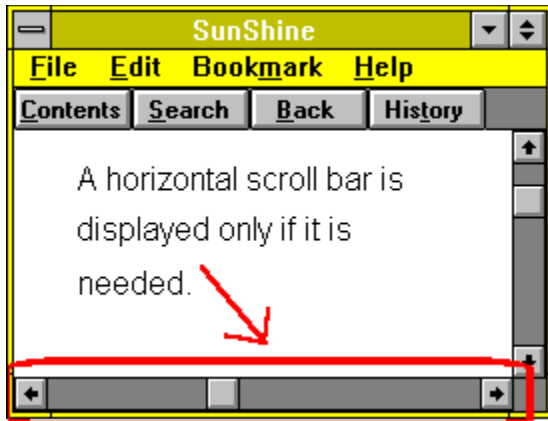 SunShine
File Edit Bookmark Help
Contents Search Back History
A horizontal scroll bar is
displayed only if it is
needed.